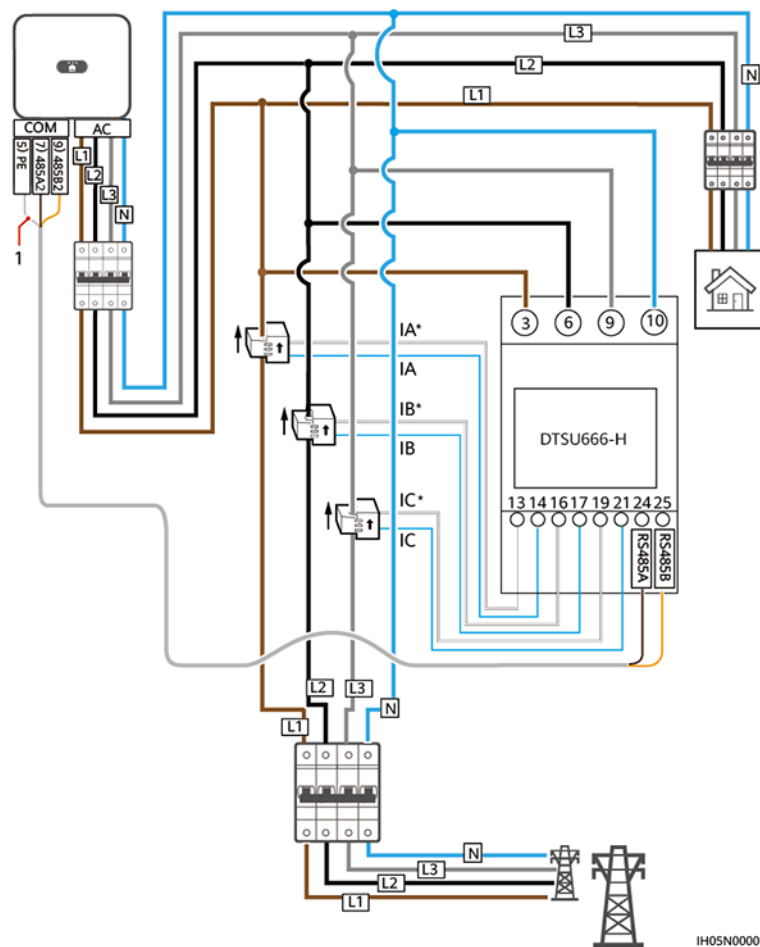 L3
L2
N
L1
COM
AC
5) PE
7) 485A2
9) 485B2
L1
L2
L3
N
1
3
6
9
10
IA*
IA
IB*
IB
IC*
IC
DTSU666-H
13 14 16 17 19 21 24 25
RS485A
RS485B
L2
L3
N
L1
N
L3
L2
L1
IH05N0000